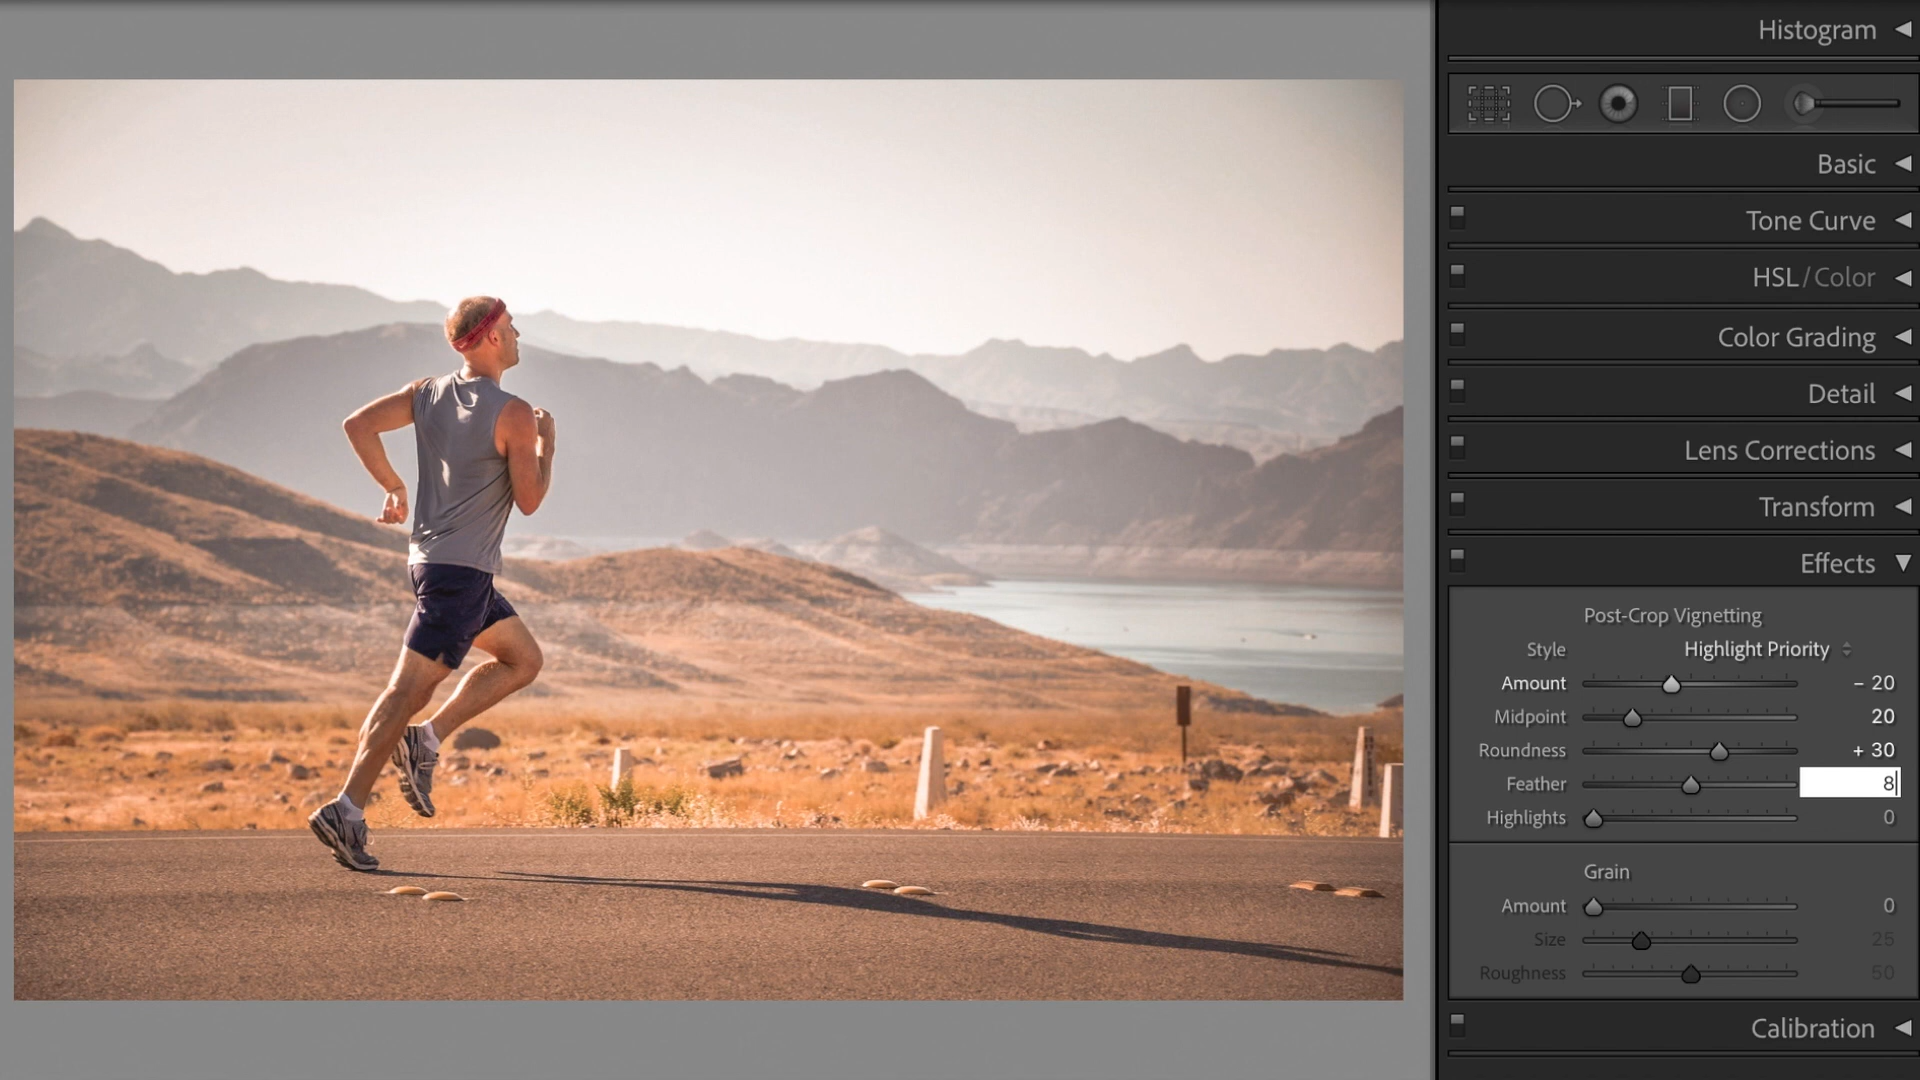 Histogram
Basic
Tone Curve
HSL / Color
Color Grading
Detail
Lens Corrections
Transform
Effects
Post-Crop Vignetting
Style Highlight Priority
Amount – 20
Midpoint 20
Roundness + 30
Feather 8
Highlights 0
Grain
Amount 0
Size 25
Roughness 50
Calibration